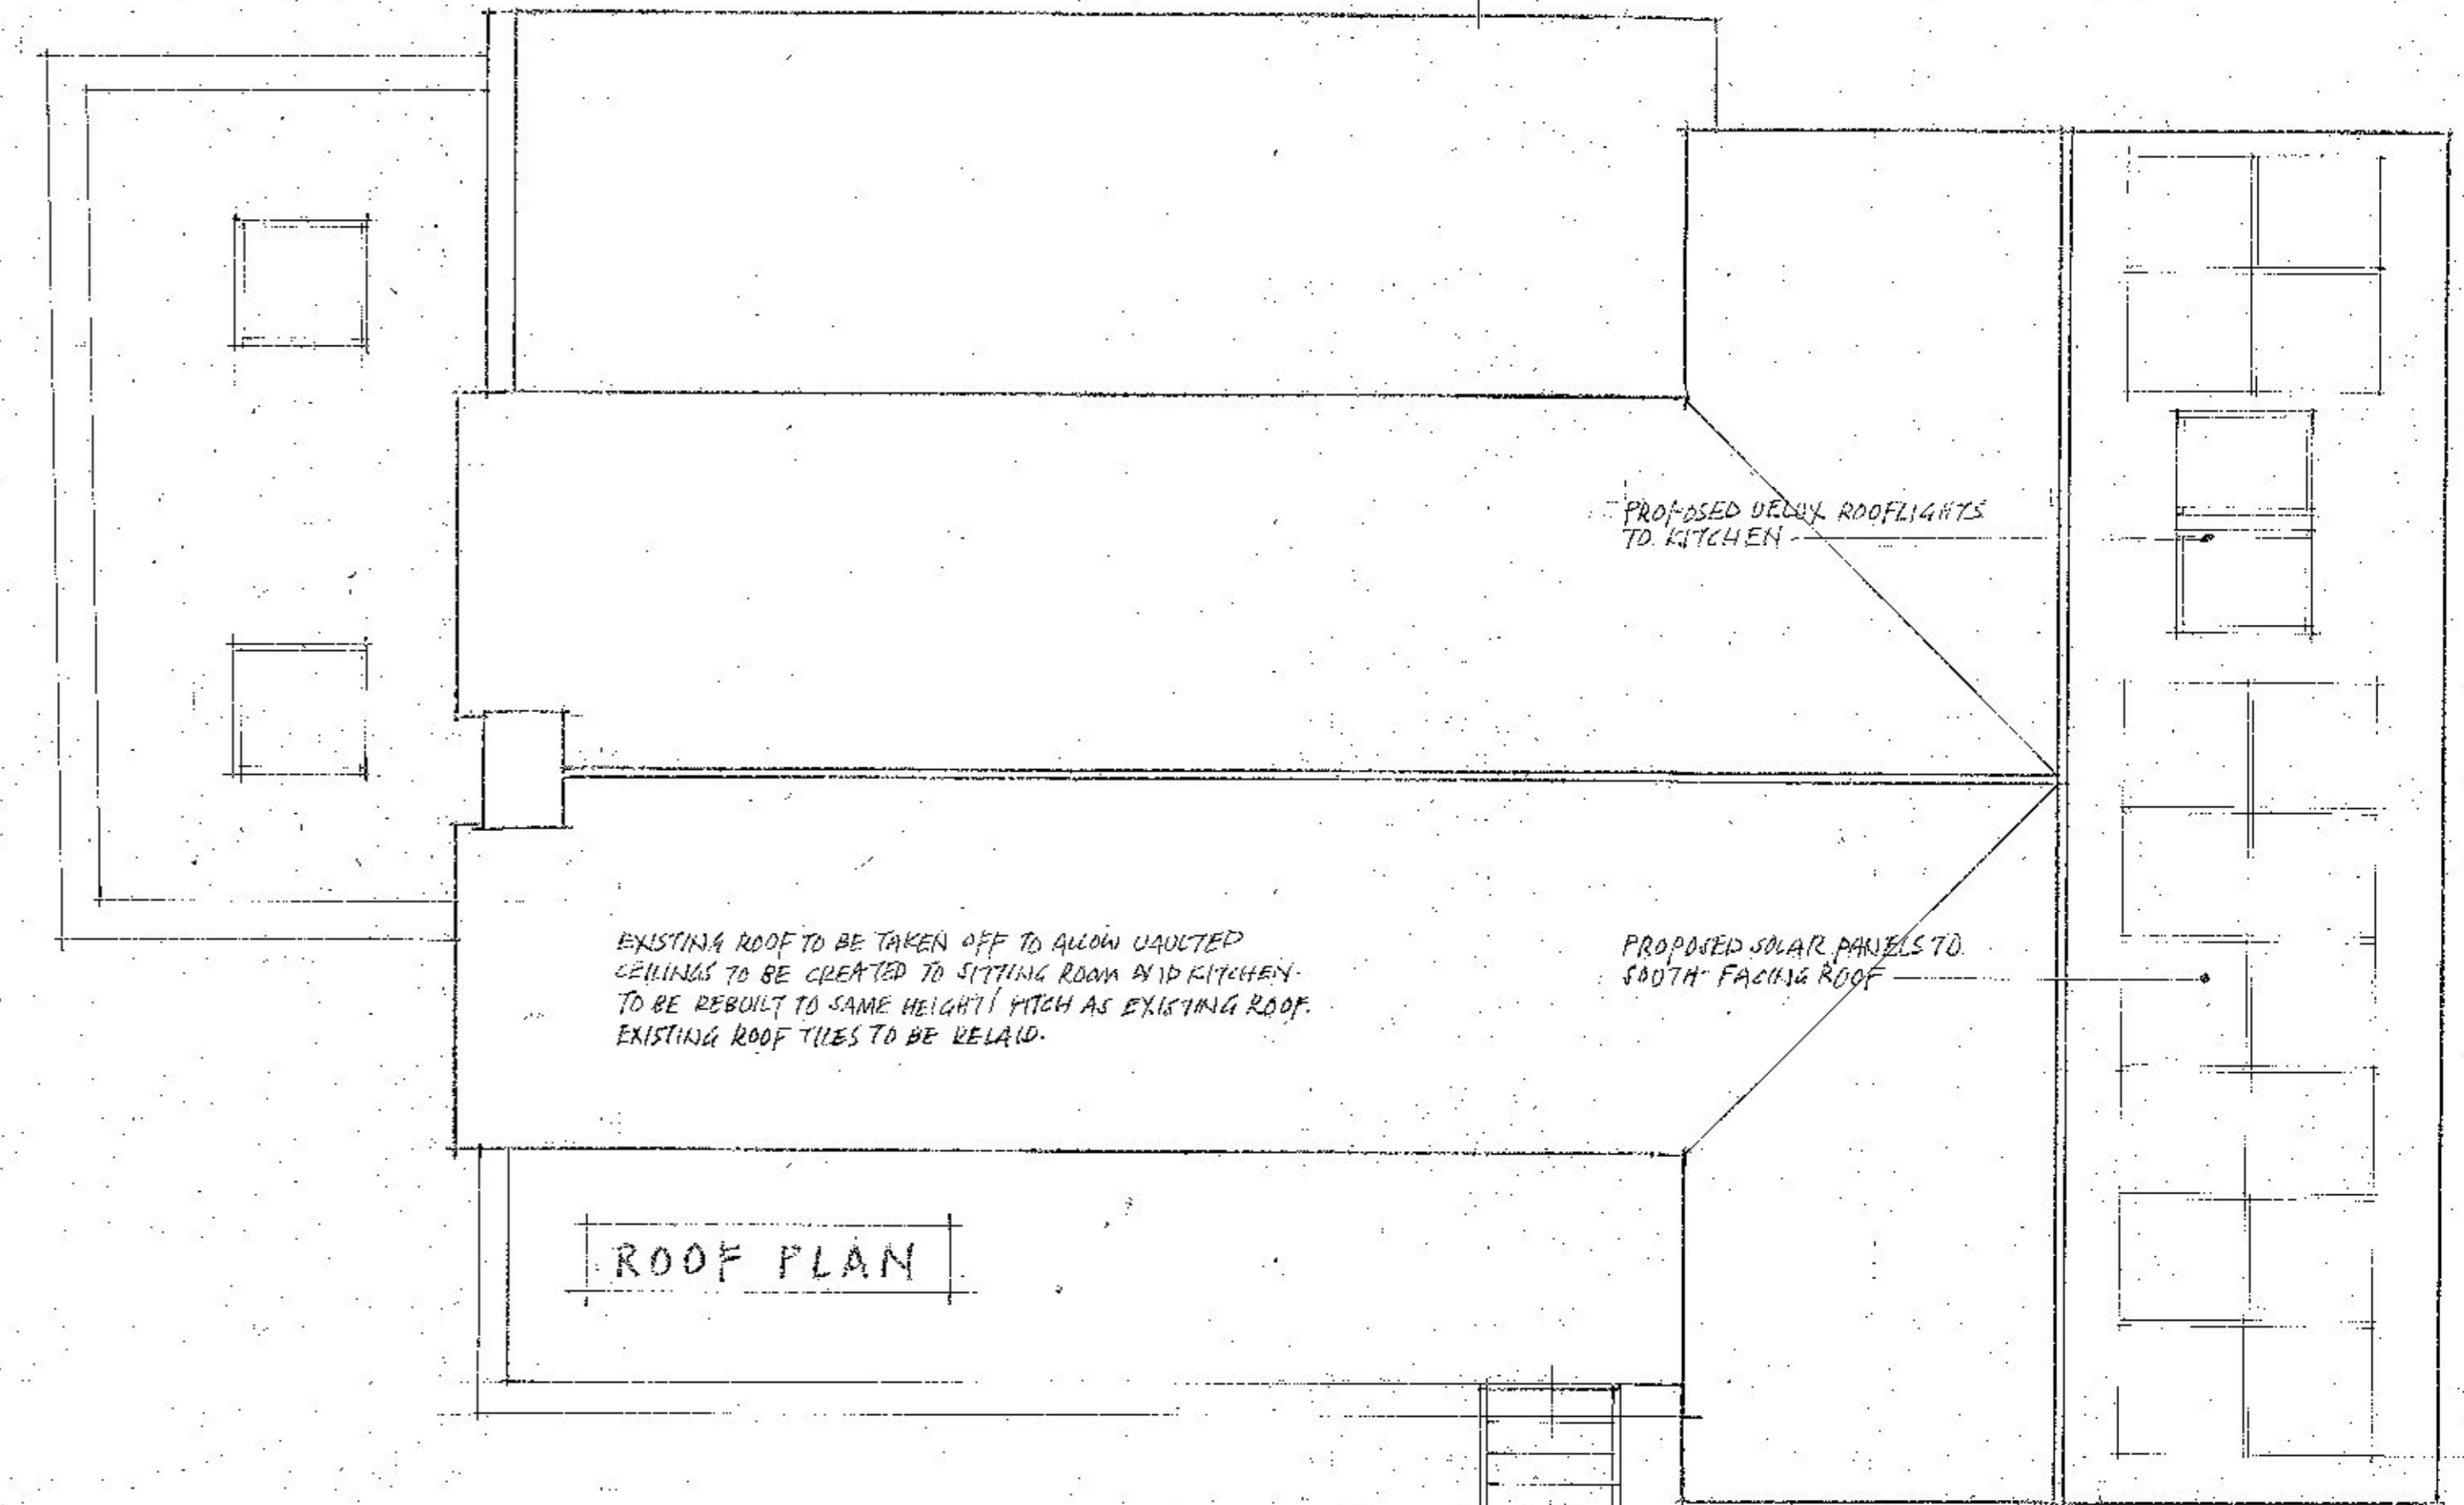 PROPOSED VELUX ROOFLIGHTS
TO KITCHEN
EXISTING ROOF TO BE TAKEN OFF TO ALLOW VAULTED
CEILINGS TO BE CREATED TO SITTING ROOM AND KITCHEN.
TO BE REBUILT TO SAME HEIGHT/ PITCH AS EXISTING ROOF.
EXISTING ROOF TILES TO BE RELAID.
PROPOSED SOLAR PANELS TO
SOUTH FACING ROOF
ROOF PLAN